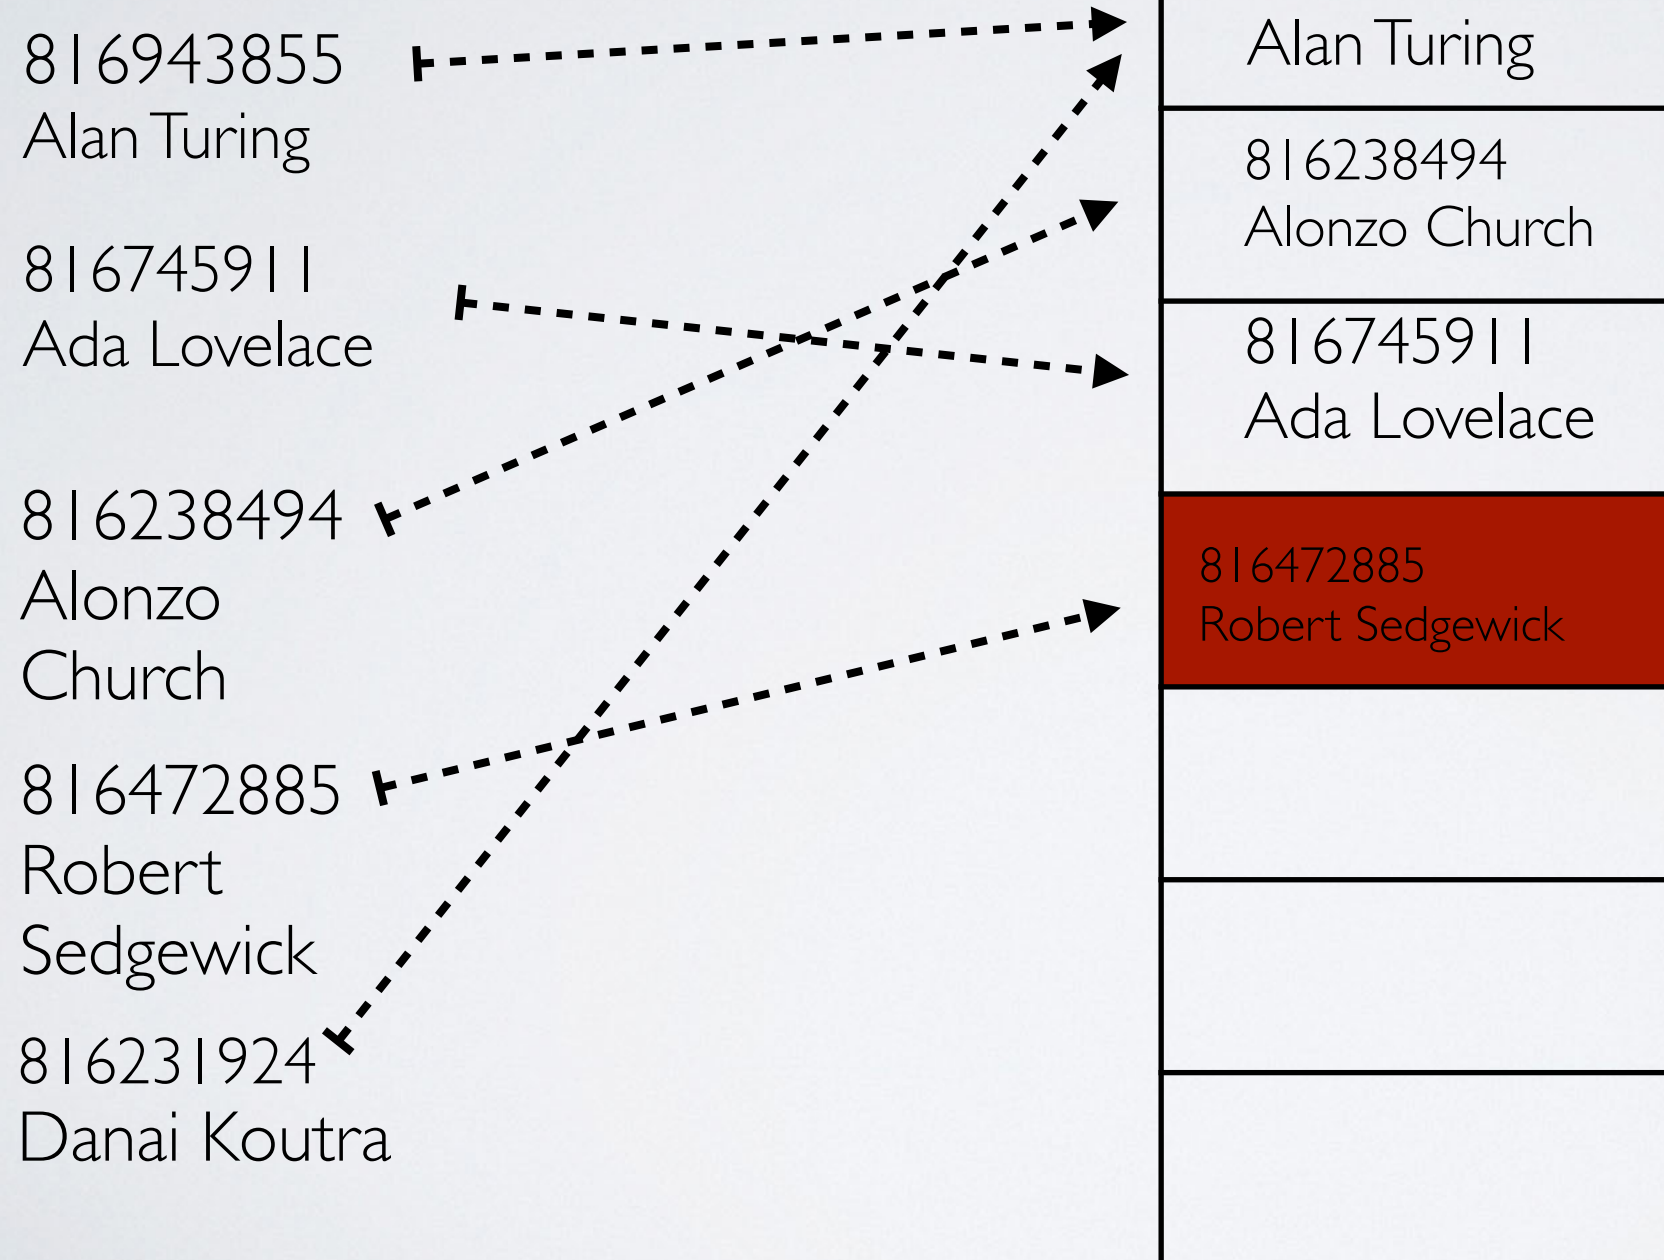 816943855
Alan Turing
816745911
Ada Lovelace
816238494
Alonzo
Church
816472885
Robert
Sedgewick
816231924
Danai Koutra
Alan Turing
816238494
Alonzo Church
816745911
Ada Lovelace
816472885
Robert Sedgewick